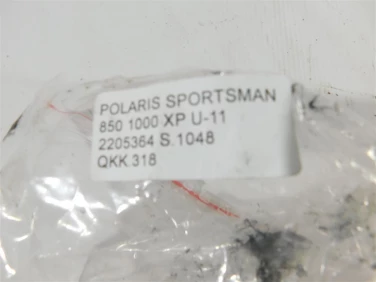 POLARIS SPORTSMAN
850 1000 XP U-11
2205364 S.1048
QKK 318